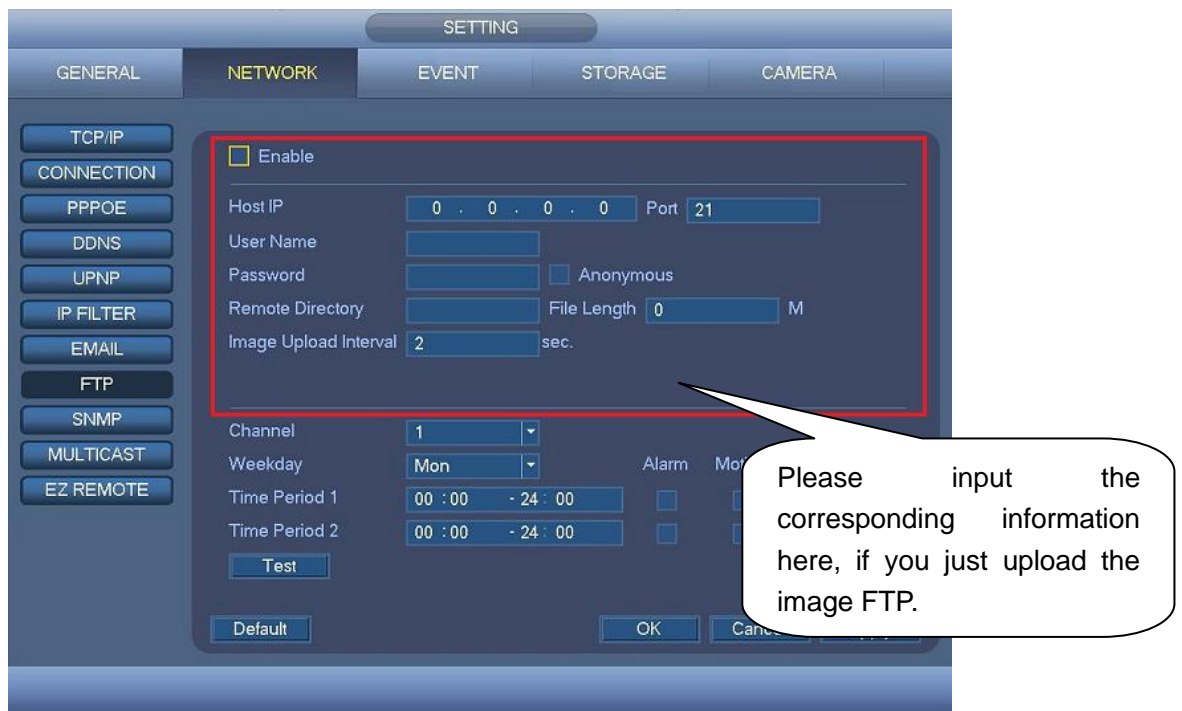 SETTING
GENERAL NETWORK EVENT STORAGE CAMERA
TCP/IP
CONNECTION
PPPOE
DDNS
UPNP
IP FILTER
EMAIL
FTP
SNMP
MULTICAST
EZ REMOTE
Enable
Host IP 0 . 0 . 0 . 0 Port 21
User Name
Password Anonymous
Remote Directory File Length 0 M
Image Upload Interval 2 sec.
Channel 1
Weekday Mon Alarm
Time Period 1 00 :00 - 24 : 00
Time Period 2 00 :00 - 24 : 00
Test
Default OK
Please input the
corresponding information
here, if you just upload the
image FTP.